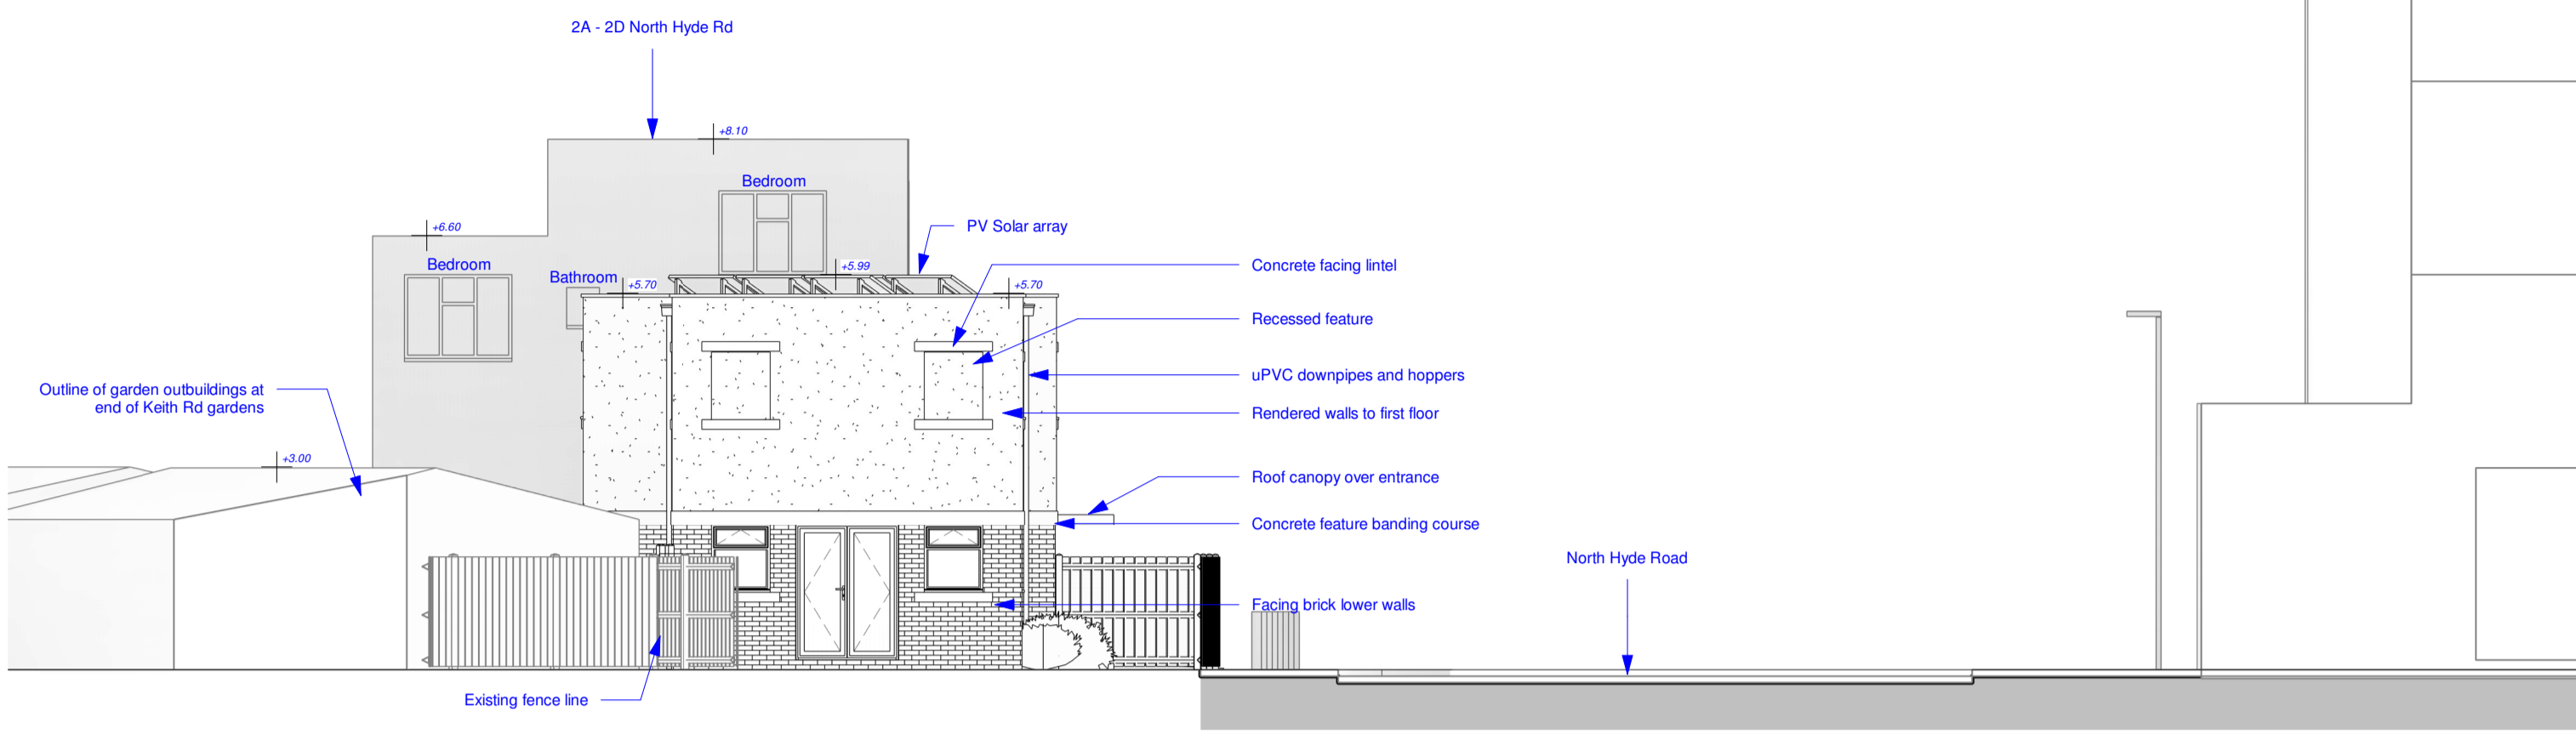 2A - 2D North Hyde Rd
+8.10
Bedroom
+6.60
PV Solar array
Bedroom
Bathroom
+5.99
Concrete facing lintel
+5.70
+5.70
Recessed feature
uPVC downpipes and hoppers
Outline of garden outbuildings at
end of Keith Rd gardens
Rendered walls to first floor
+3.00
Roof canopy over entrance
Concrete feature banding course
North Hyde Road
Facing brick lower walls
Existing fence line